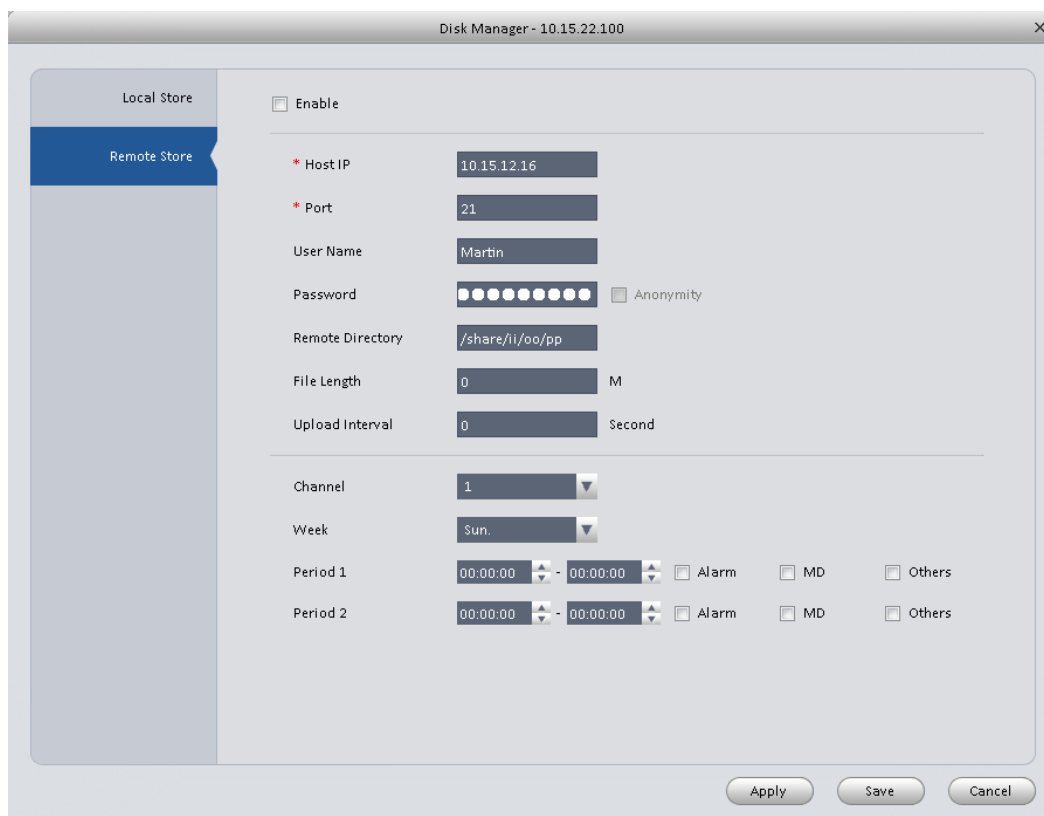 Disk Manager - 10.15.22.100
Local Store
Remote Store
Enable
* Host IP 10.15.12.16
* Port 21
User Name Martin
Password ●●●●●●●●● Anonymity
Remote Directory /share/ii/oo/pp
File Length 0 M
Upload Interval 0 Second
Channel 1
Week Sun.
Period 1 00:00:00 - 00:00:00 Alarm MD Others
Period 2 00:00:00 - 00:00:00 Alarm MD Others
Apply Save Cancel